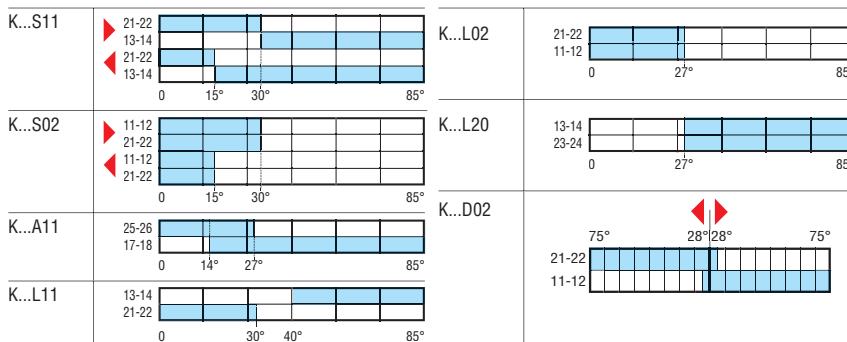 K...S11
21-22
13-14
21-22
13-14
0 15° 30° 85°
K...S02
11-12
21-22
11-12
21-22
0 15° 30° 85°
K...A11
25-26
17-18
0 14° 27° 85°
K...L11
13-14
21-22
0 30° 40° 85°
K...L02
21-22
11-12
0 27° 85
K...L20
13-14
23-24
0 27° 85
K...D02
75° 28° 28° 75°
21-22
11-12